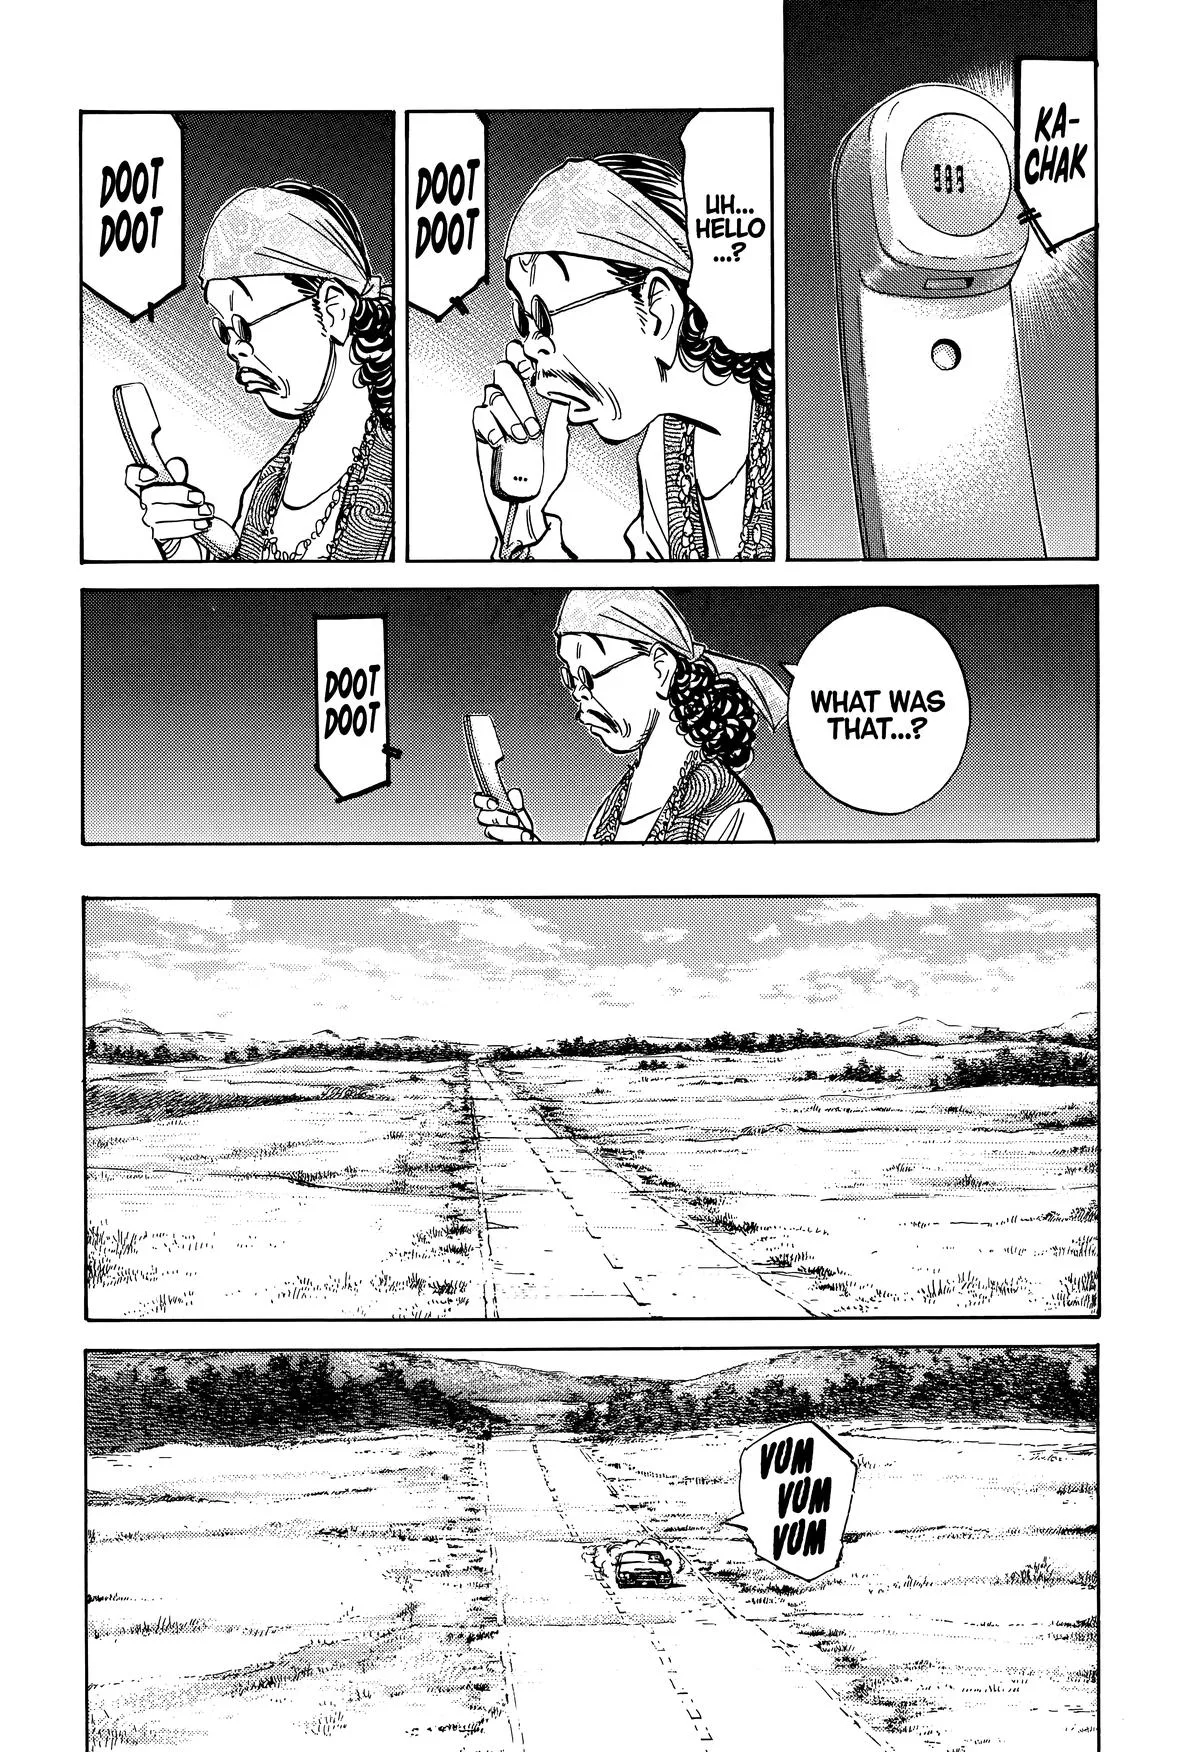 KA-
CHAK
UH...
HELLO
...?
DOOT
DOOT
DOOT
DOOT
WHAT WAS
THAT...?
DOOT
DOOT
VUM
VUM
VUM